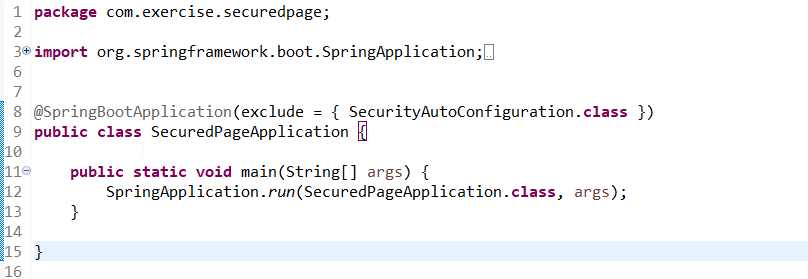 1 package com.exercise.securedpage;
2
3 import org.springframework.boot.SpringApplication;
6
7
8 @SpringBootApplication(exclude = { SecurityAutoConfiguration.class })
9 public class SecuredPageApplication {
10
11 public static void main(String[] args) {
12 SpringApplication.run(SecuredPageApplication.class, args);
13 }
14
15 }
16